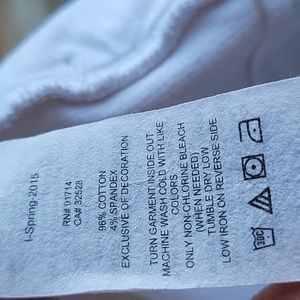 I-Spring-2015
RN# 91714
CA# 32528
96% COTTON
4% SPANDEX
EXCLUSIVE OF DECORATION
TURN GARMENT INSIDE OUT
MACHINE WASH COLD WITH LIKE
COLORS
ONLY NON-CHLORINE BLEACH
(WHEN NEEDED)
TUMBLE DRY LOW
LOW IRON ON REVERSE SIDE
30C